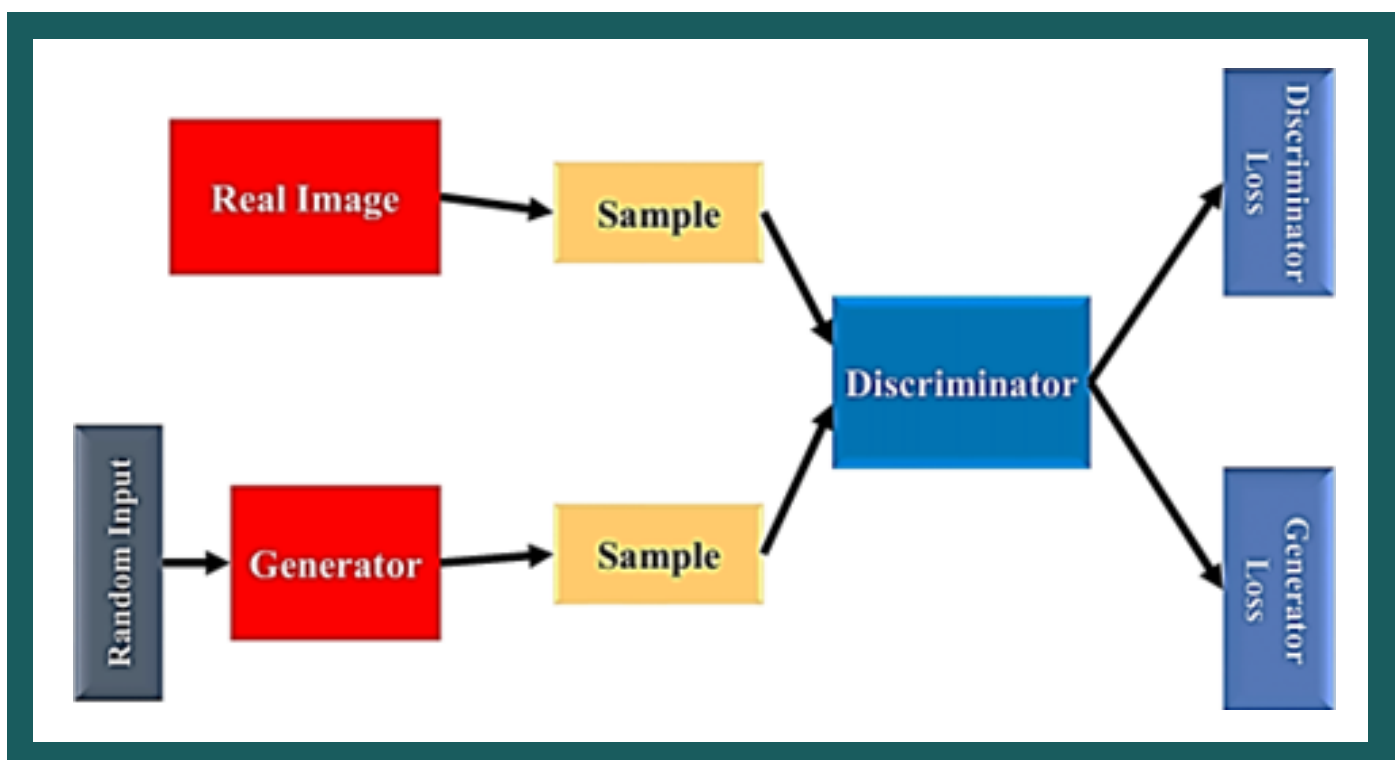 Real Image
Sample
Discriminator
Loss
Discriminator
Random Input
Generator
Sample
Generator
Loss